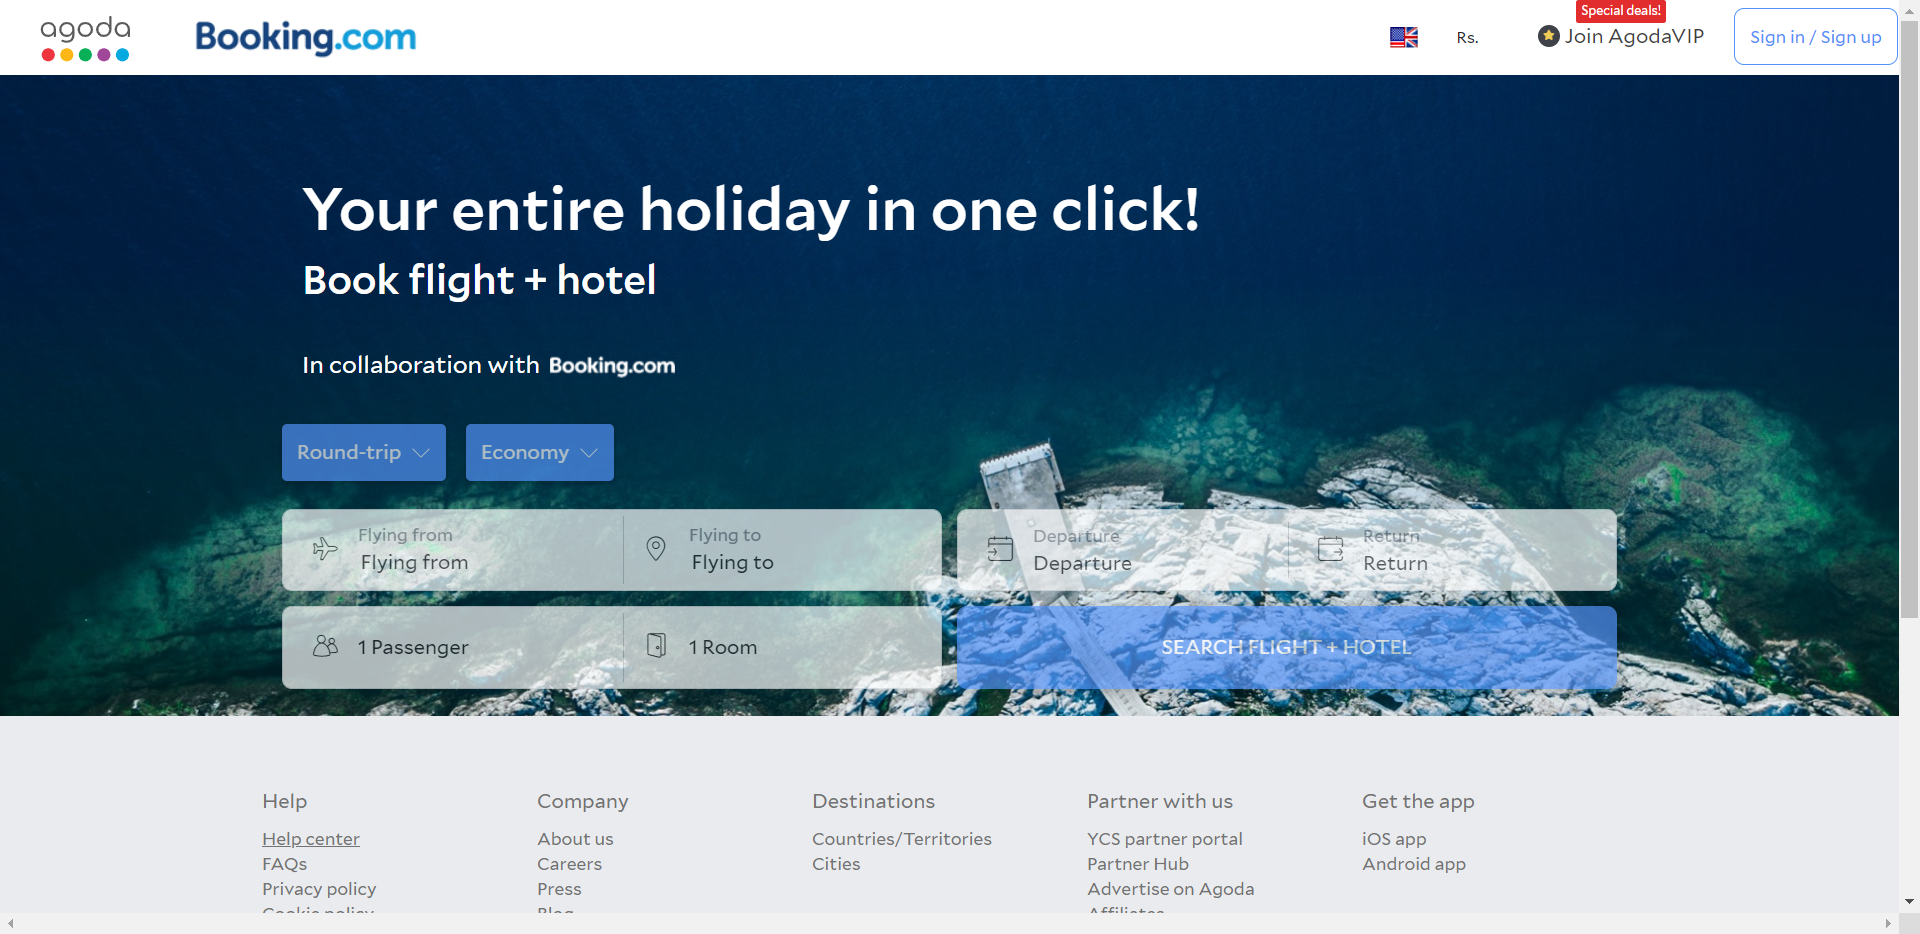 agoda
Booking.com
Rs.
Special deals!
Join AgodaVIP
Sign in / Sign up
Your entire holiday in one click!
Book flight + hotel
In collaboration with Booking.com
Round-trip
Economy
Flying from
Flying from
Flying to
Flying to
Departure
Departure
Return
Return
1 Passenger
1 Room
SEARCH FLIGHT + HOTEL
Help
Help center
FAQs
Privacy policy
Cookie policy
Company
About us
Careers
Press
Blog
Destinations
Countries/Territories
Cities
Partner with us
YCS partner portal
Partner Hub
Advertise on Agoda
Affiliates
Get the app
iOS app
Android app